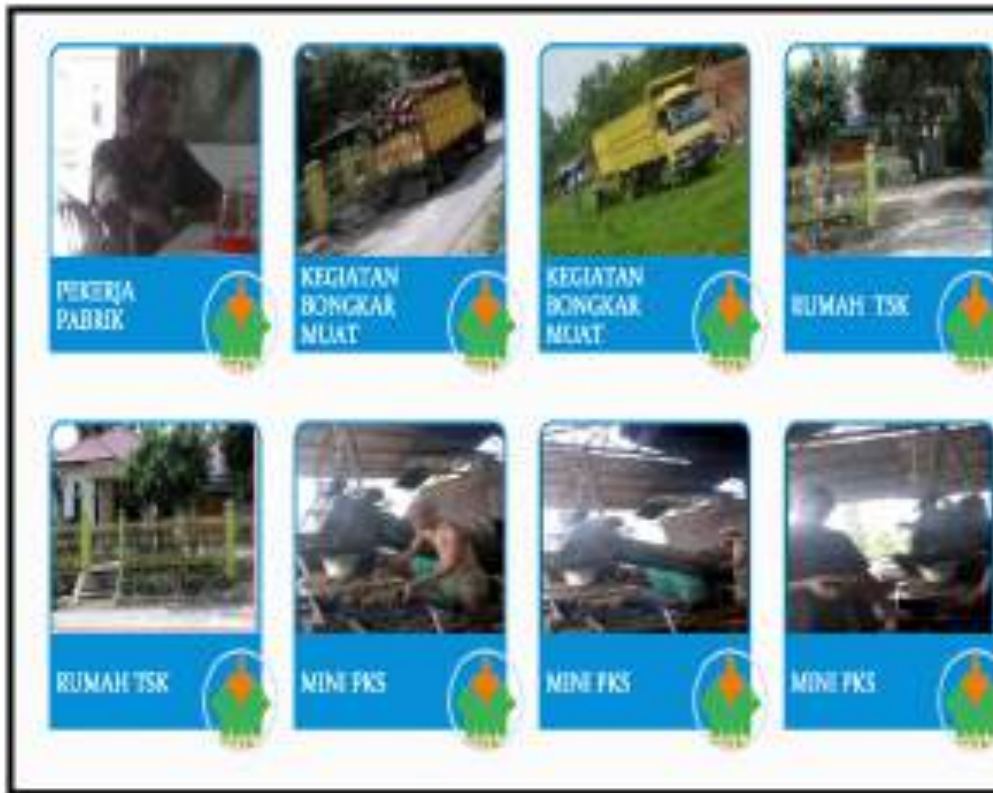 PEKERJA
PABRIK
KEGIATAN
BONGKAR
MUAT
KEGIATAN
BONGKAR
MUAT
RUMAH TSK
RUMAH TSK
MINI PKS
MINI PKS
MINI PKS